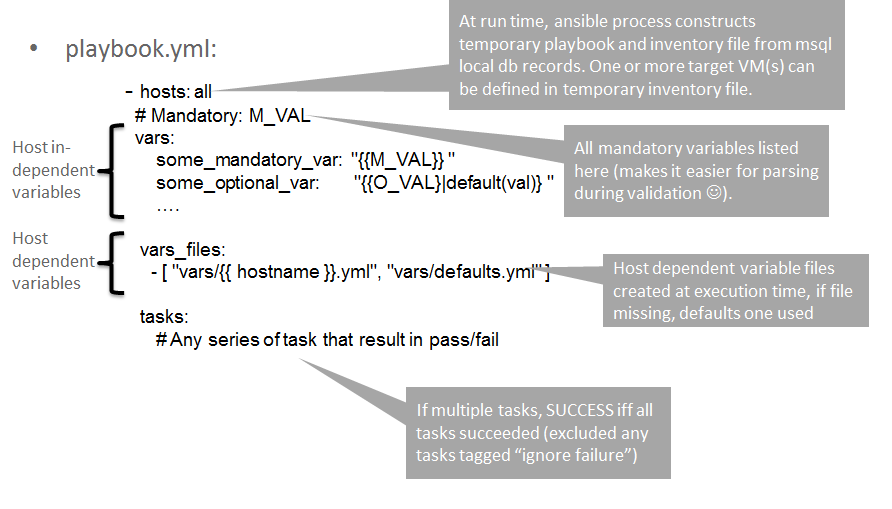 • playbook.yml:
At run time, ansible process constructs
temporary playbook and inventory file from msql
local db records. One or more target VM(s) can
be defined in temporary inventory file.
- hosts: all
# Mandatory: M_VAL
All mandatory variables listed
here (makes it easier for parsing
during validation ☺).
Host in-
dependent
variables
vars:
some_mandatory_var: "{{M_VAL}} "
some_optional_var: "{{O_VAL}|default(val)} "
....
Host
dependent
variables
vars_files:
- [ "vars/{{ hostname }}.yml", "vars/defaults.yml" ]
Host dependent variable files
created at execution time, if file
missing, defaults one used
tasks:
# Any series of task that result in pass/fail
If multiple tasks, SUCCESS iff all
tasks succeeded (excluded any
tasks tagged “ignore failure”)